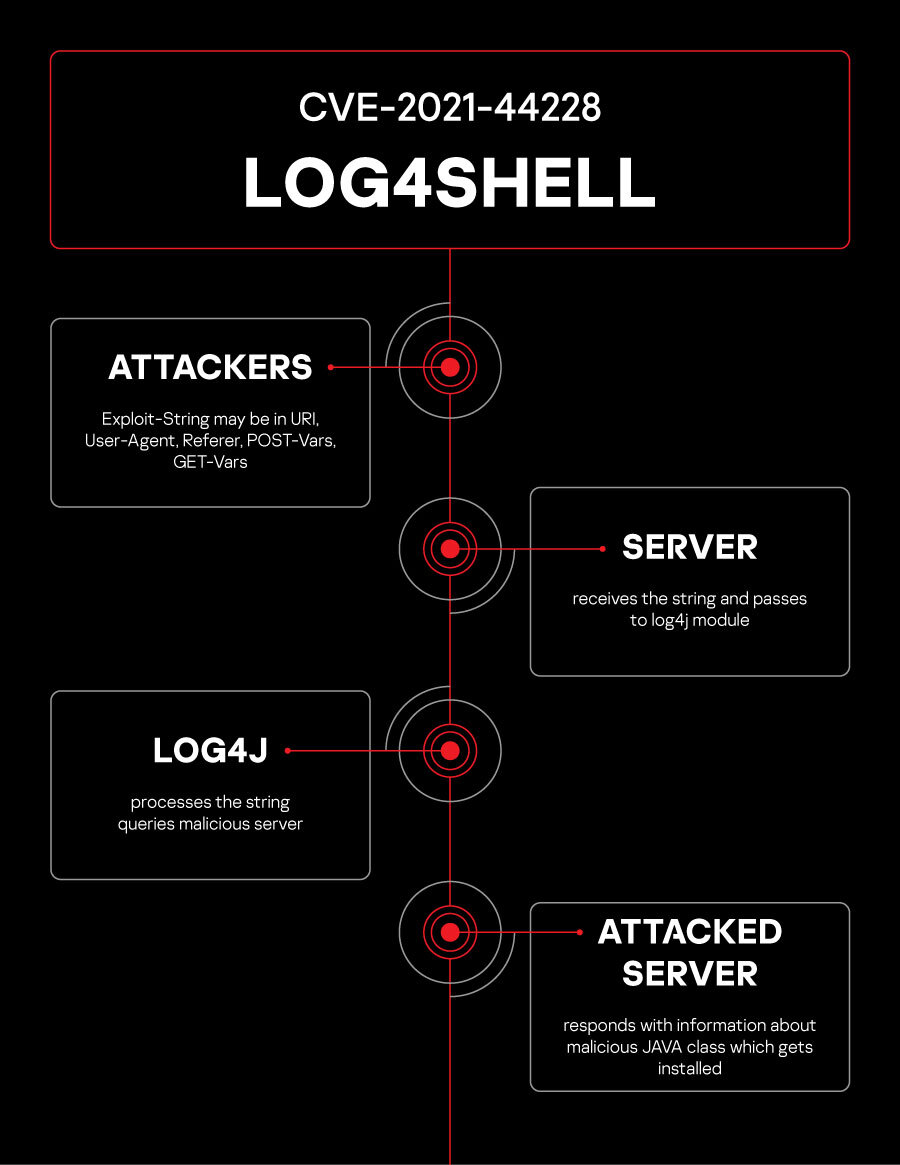 CVE-2021-44228
LOG4SHELL
ATTACKERS
Exploit-String may be in URI,
User-Agent, Referer, POST-Vars,
GET-Vars
SERVER
receives the string and passes
to log4j module
LOG4J
processes the string
queries malicious server
ATTACKED
SERVER
responds with information about
malicious JAVA class which gets
installed